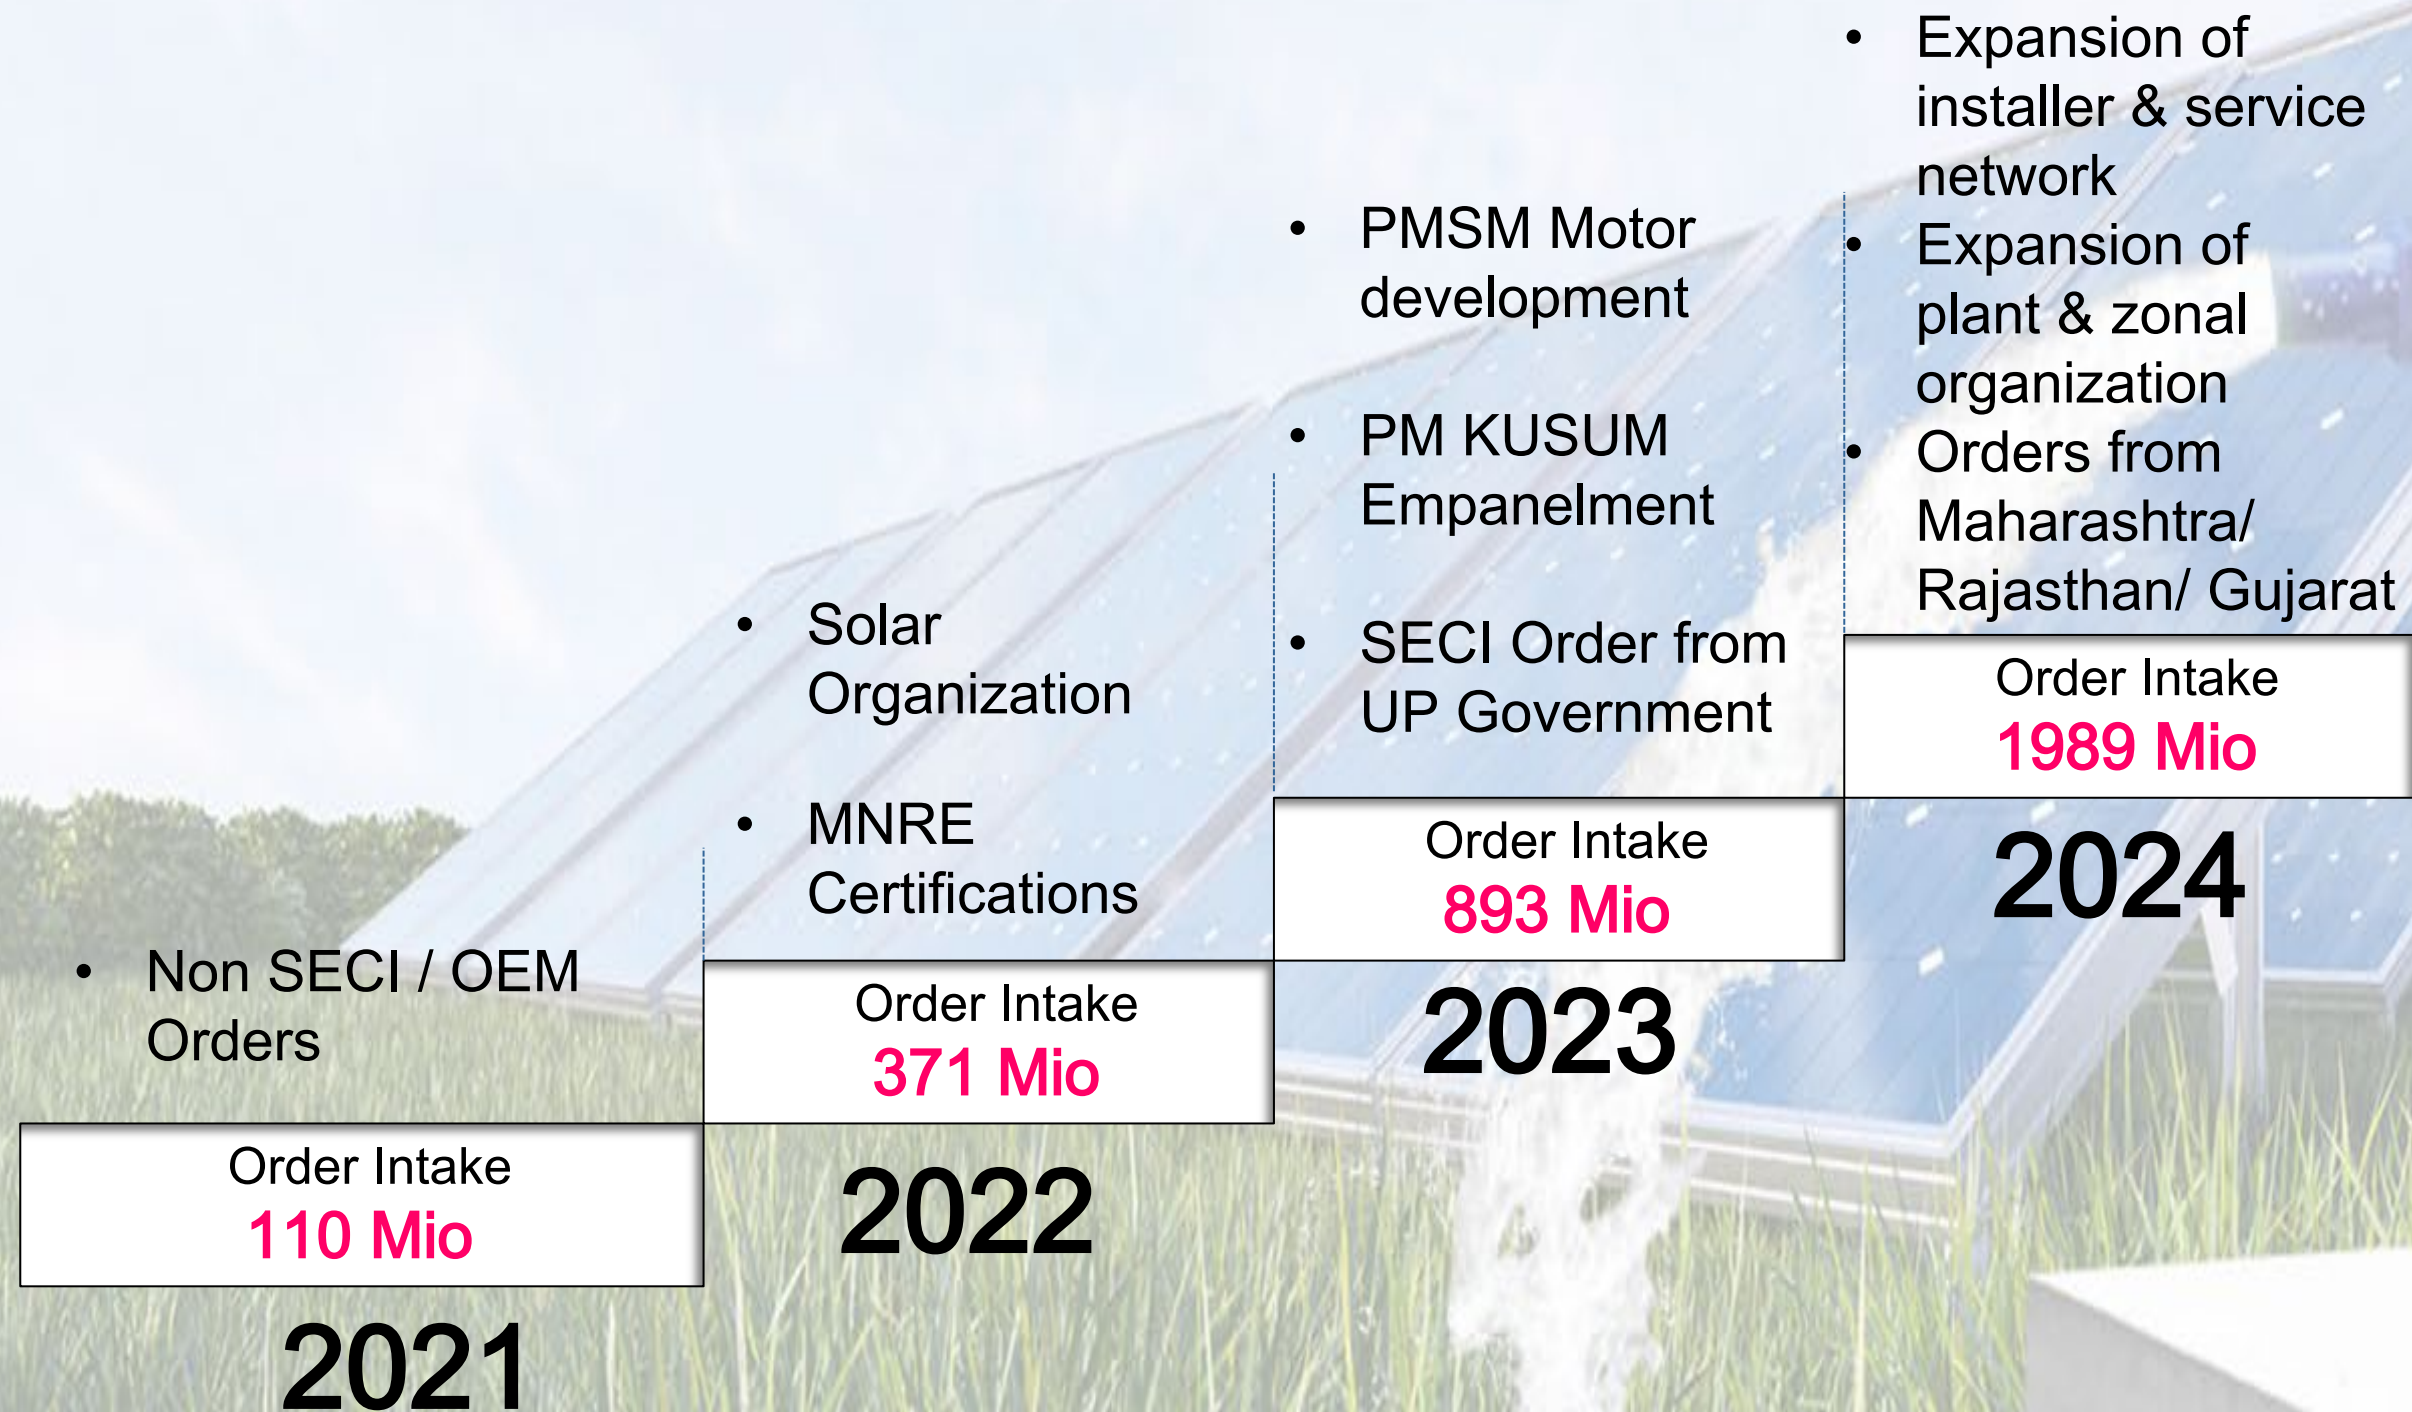 • Non SECI / OEM
Orders
Order Intake
110 Mio
2021
• Solar
Organization
• MNRE
Certifications
Order Intake
371 Mio
2022
• PMSM Motor
development
• PM KUSUM
Empanelment
• SECI Order from
UP Government
Order Intake
893 Mio
2023
• Expansion of
installer & service
network
• Expansion of
plant & zonal
organization
• Orders from
Maharashtra/
Rajasthan/ Gujarat
Order Intake
1989 Mio
2024